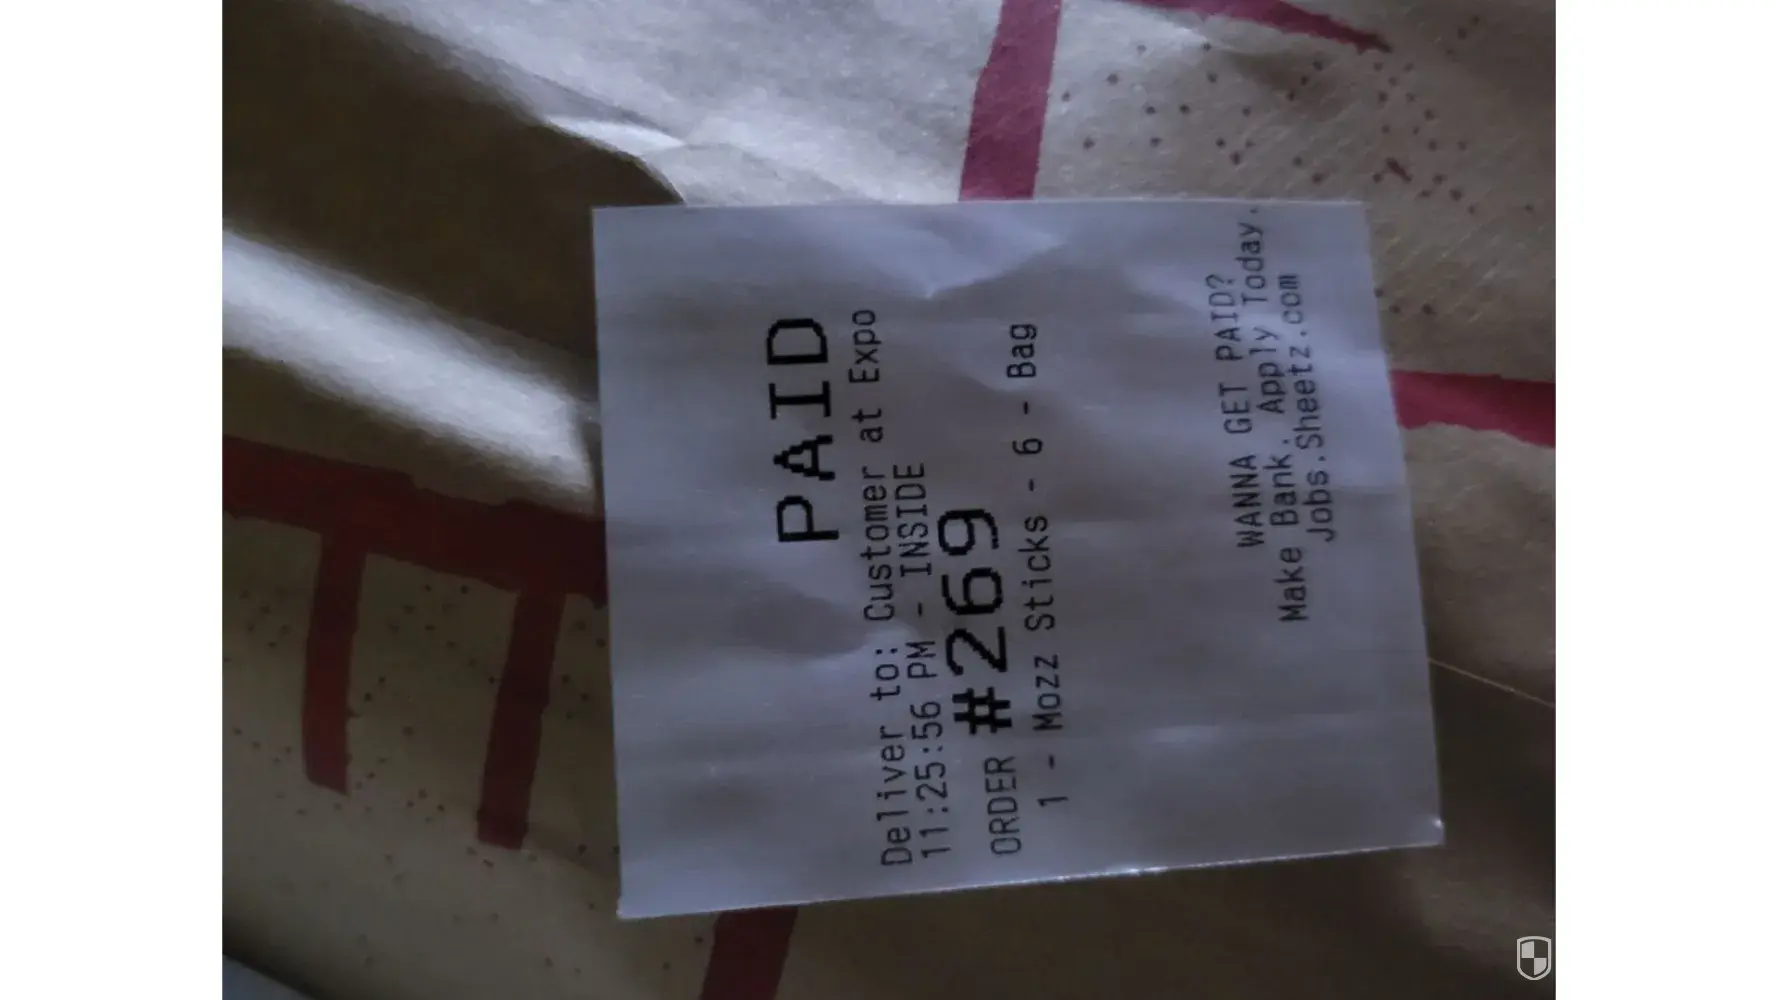 PAID
Deliver to: Customer at Expo
11:25:56 PM - INSIDE
ORDER #269
1 - Mozz Sticks - 6 - Bag
WANNA GET PAID?
Make Bank. Apply Today.
Jobs.Sheetz.com